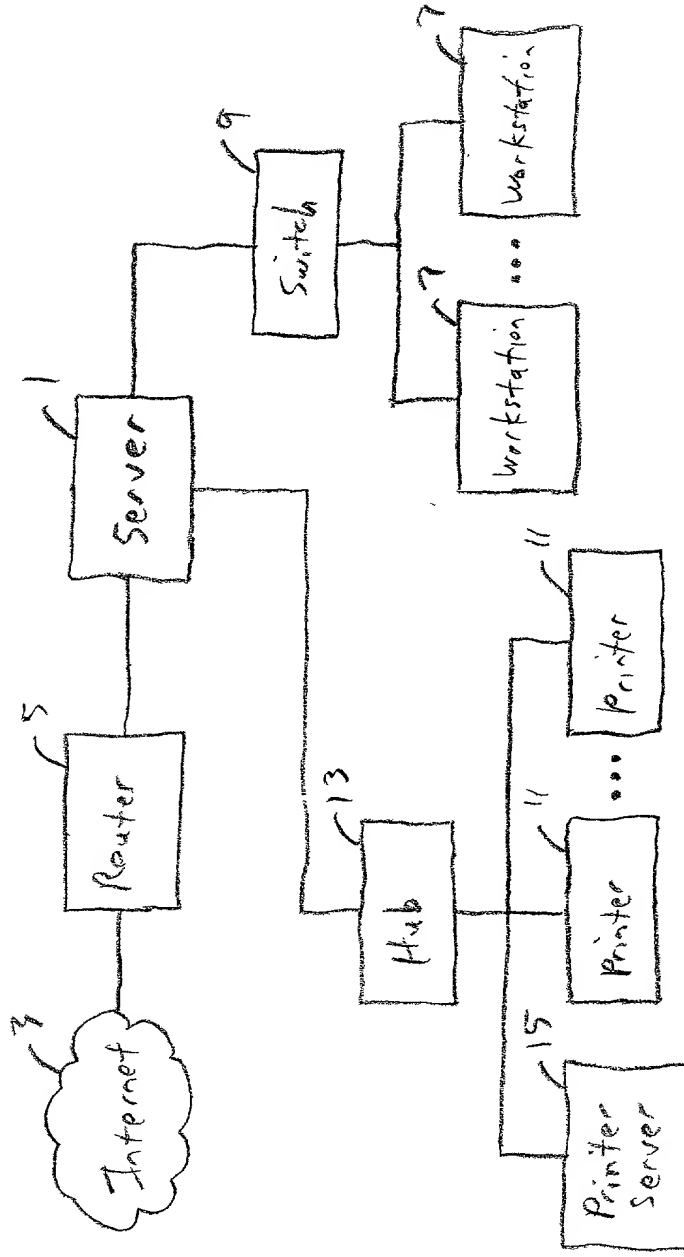 3
Internet
5
Router
1
Server
9
Switch
7
Workstation
...
7
Workstation
13
Hub
15
Printer
Server
11
Printer
...
11
Printer